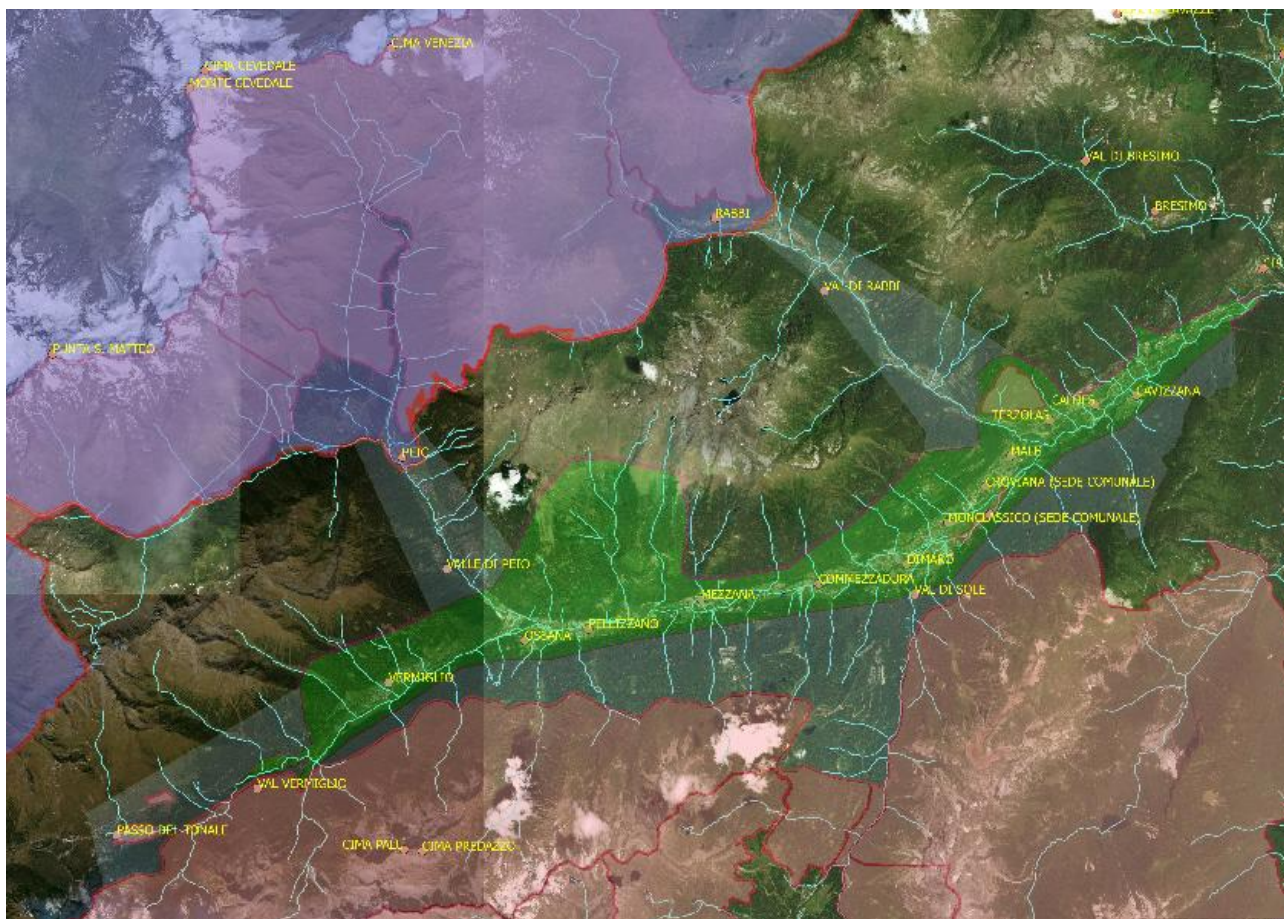 CIMA VENEZIA
CIMA CEVEDALE
MONTE CEVEDALE
VAL DI BRESIMO
BRESIMO
RABBI
VAL DI RABBI
PUNTA S. MATTEO
CAVIZZANA
CALDES
TERZOLAS
MALE
PEIO
CROVIANA (SEDE COMUNALE)
MONCLASSICO (SEDE COMUNALE)
DIMARO
VALLE DI PEIO
COMMEZZADURA
MEZZANA
VAL DI SOLE
PELLIZZANO
OSSANA
VERMIGLIO
VAL VERMIGLIO
PASSO DEL TONALE
CIMA PALU'
CIMA PREDAZZO